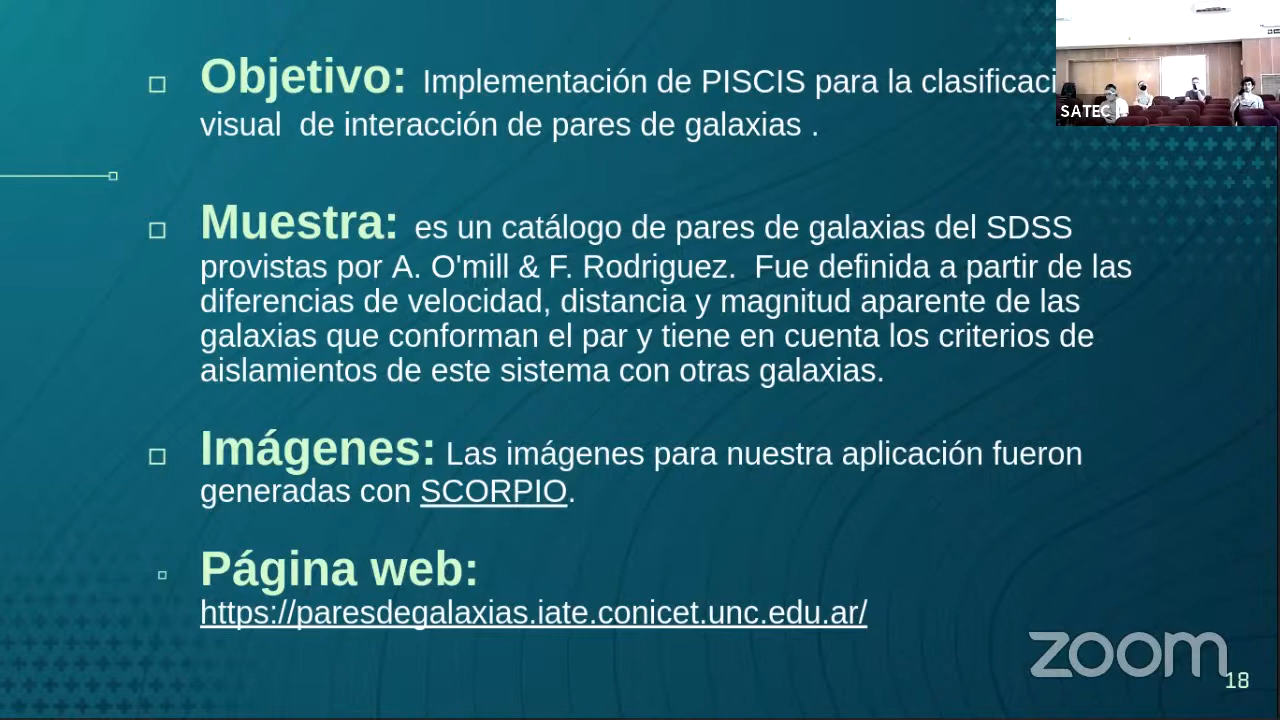 Objetivo: Implementación de PISCIS para la clasificaci
visual de interacción de pares de galaxias .
SATEC
Muestra: es un catálogo de pares de galaxias del SDSS
provistas por A. O'mill & F. Rodriguez. Fue definida a partir de las
diferencias de velocidad, distancia y magnitud aparente de las
galaxias que conforman el par y tiene en cuenta los criterios de
aislamientos de este sistema con otras galaxias.
Imágenes: Las imágenes para nuestra aplicación fueron
generadas con SCORPIO.
Página web:
https://paresdegalaxias.iate.conicet.unc.edu.ar/
zoom
18